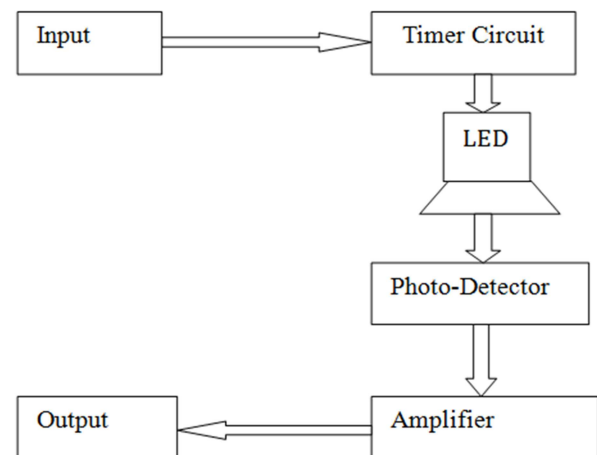 Input
Timer Circuit
LED
Photo-Detector
Amplifier
Output